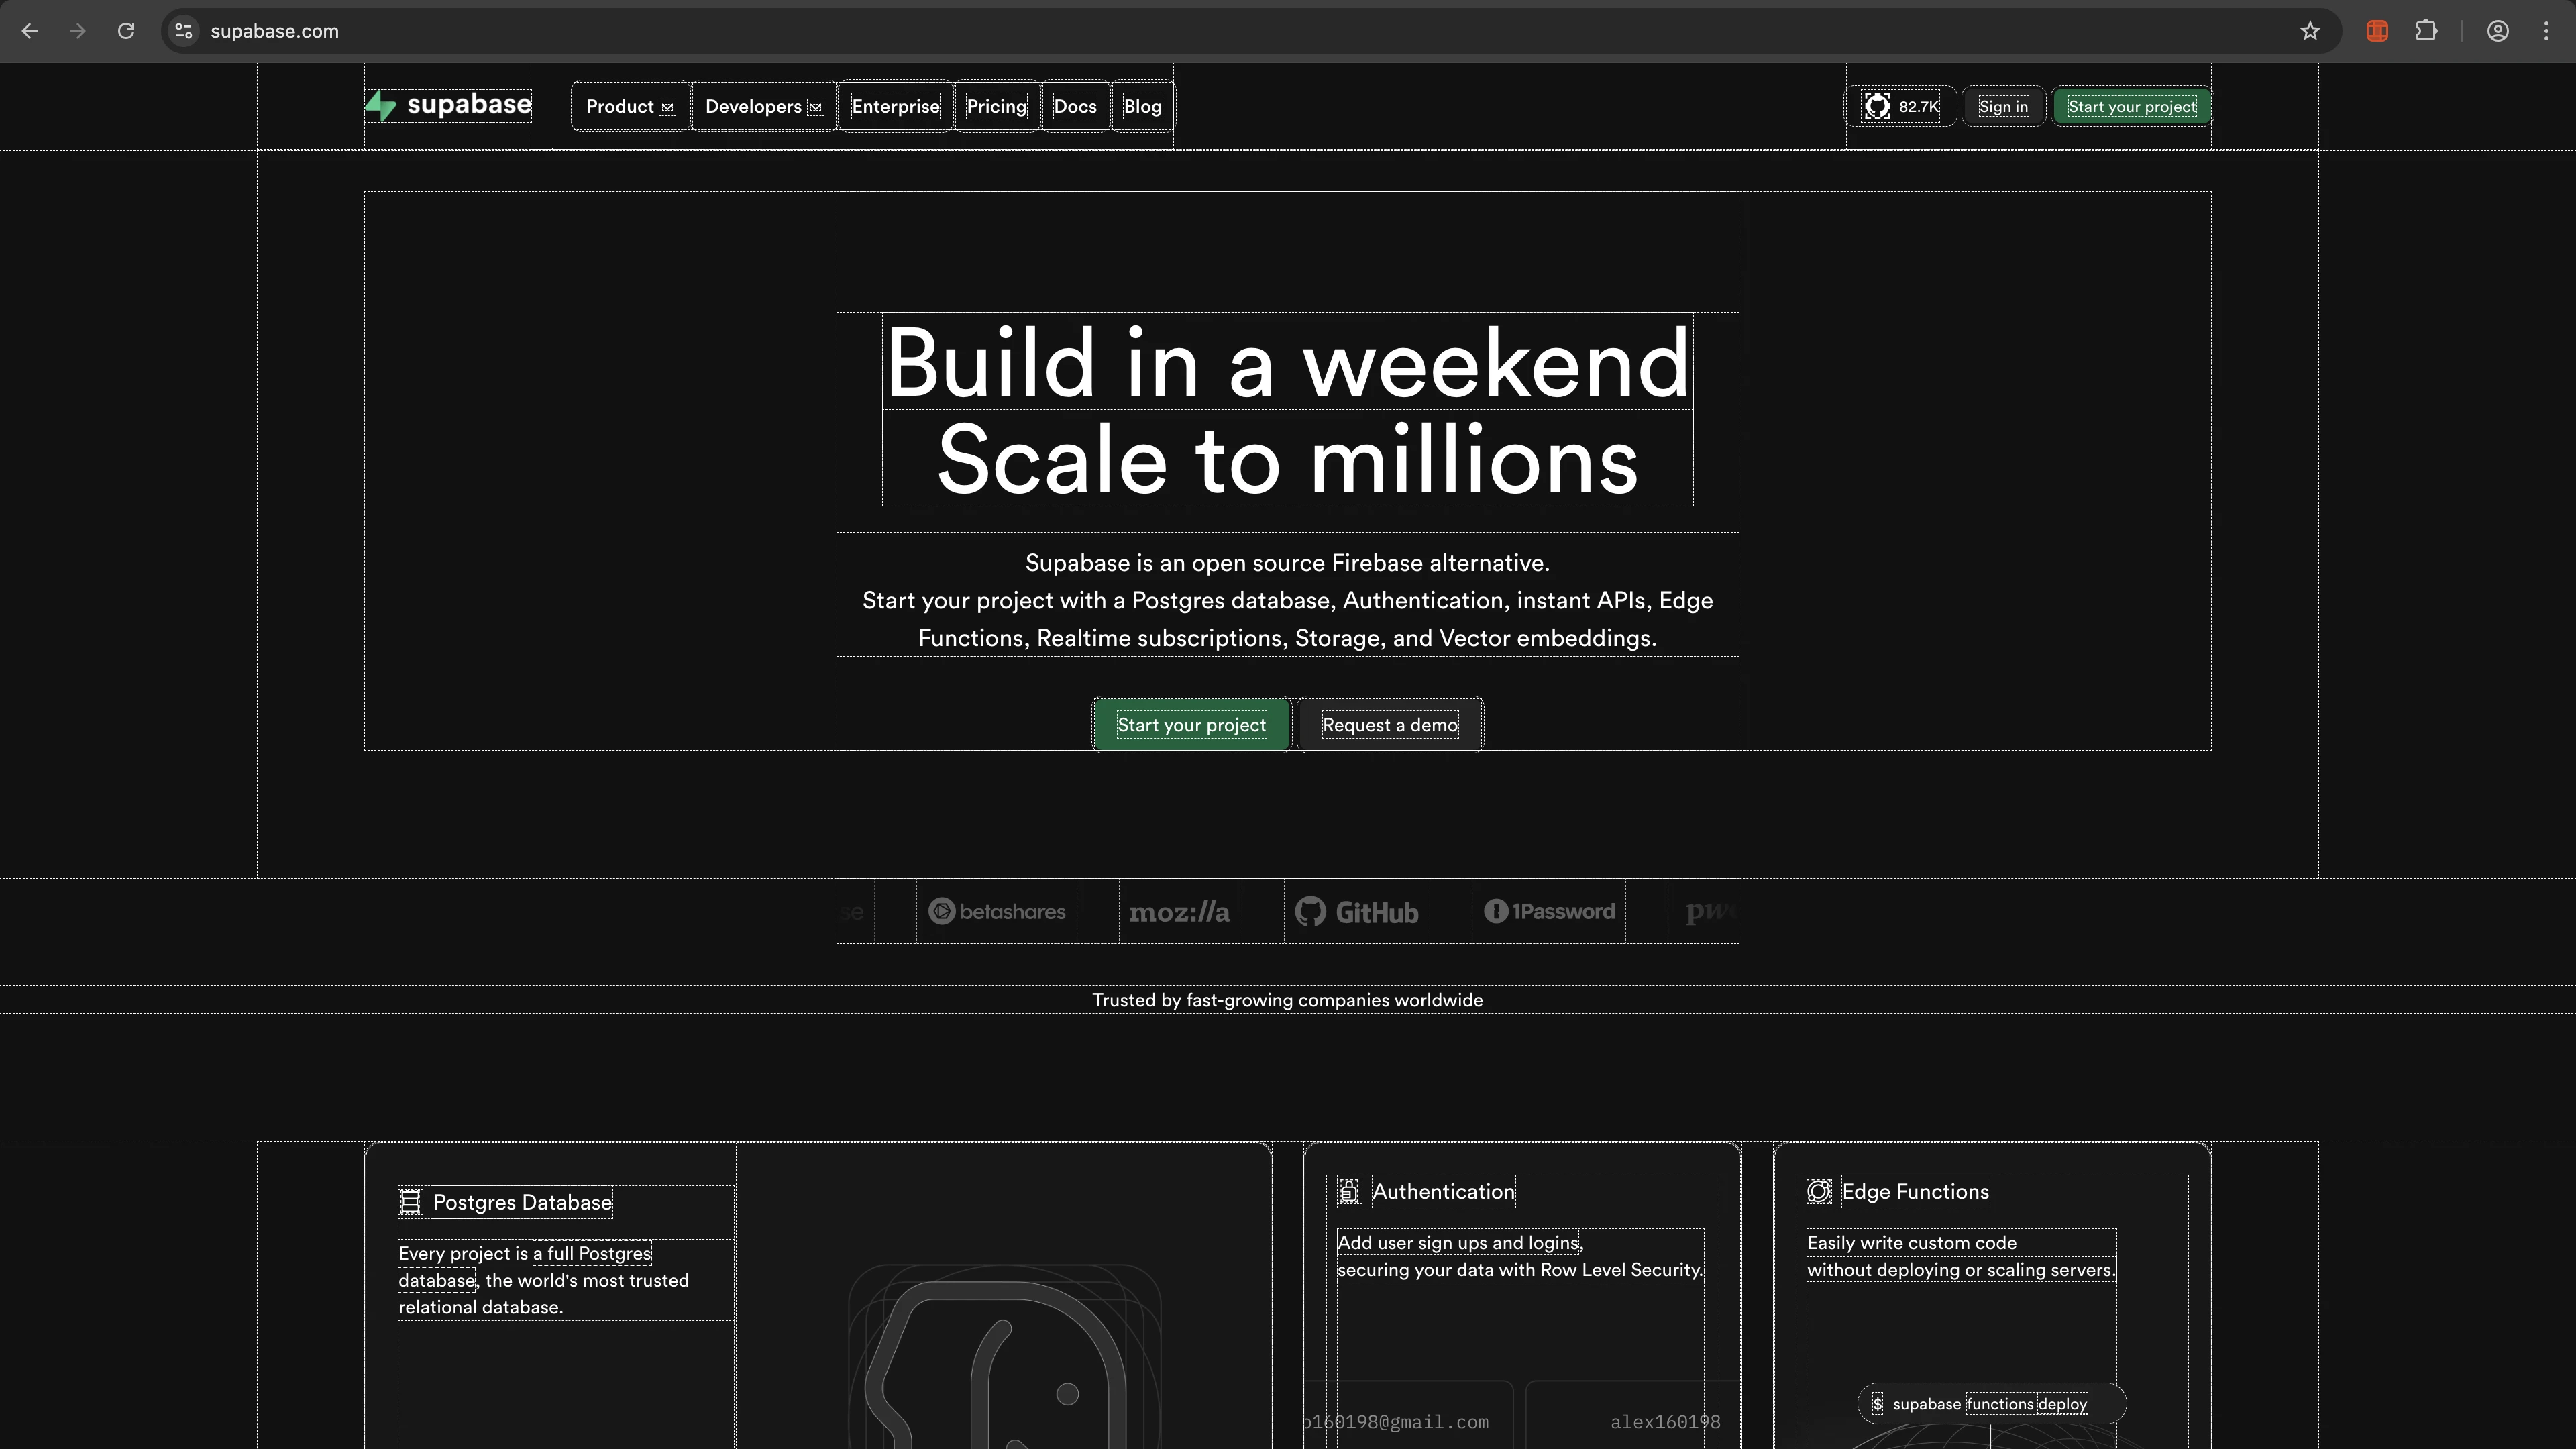 supabase.com
supabase
Product
Developers
Enterprise
Pricing
Docs
Blog
82.7K
Sign in
Start your project
Build in a weekend
Scale to millions
Supabase is an open source Firebase alternative.
Start your project with a Postgres database, Authentication, instant APIs, Edge
Functions, Realtime subscriptions, Storage, and Vector embeddings.
Start your project
Request a demo
se
betashares
moz://a
GitHub
1Password
pwc
Trusted by fast-growing companies worldwide
Postgres Database
Every project is a full Postgres
database, the world's most trusted
relational database.
Authentication
Add user sign ups and logins,
securing your data with Row Level Security.
160198@gmail.com
alex160198
Edge Functions
Easily write custom code
without deploying or scaling servers.
$ supabase functions deploy